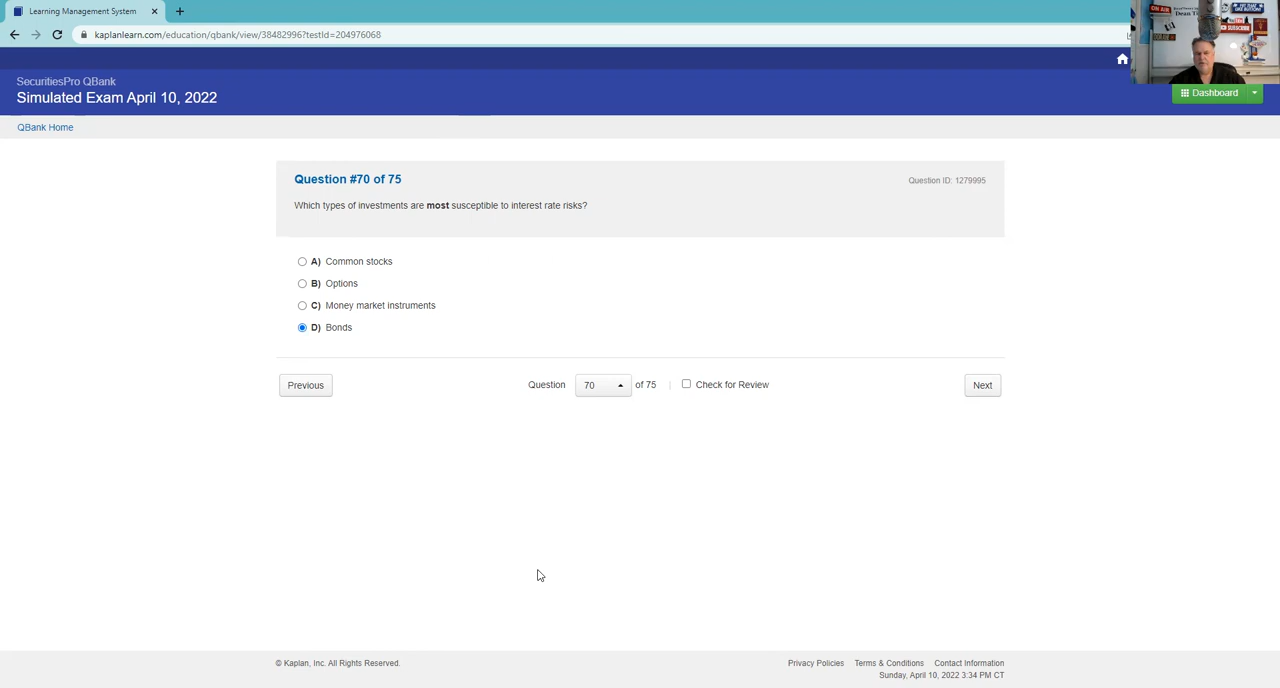 Learning Management System
kaplanlearn.com/education/qbank/view/38482996?testId=204976068
ON AIR
SecuritiesPro QBank
Simulated Exam April 10, 2022
Dashboard
QBank Home
Question #70 of 75
Question ID: 1279995
Which types of investments are most susceptible to interest rate risks?
A) Common stocks
B) Options
C) Money market instruments
D) Bonds
Previous
Question 70 of 75 | Check for Review
Next
© Kaplan, Inc. All Rights Reserved.
Privacy Policies Terms & Conditions Contact Information
Sunday, April 10, 2022 3:34 PM CT